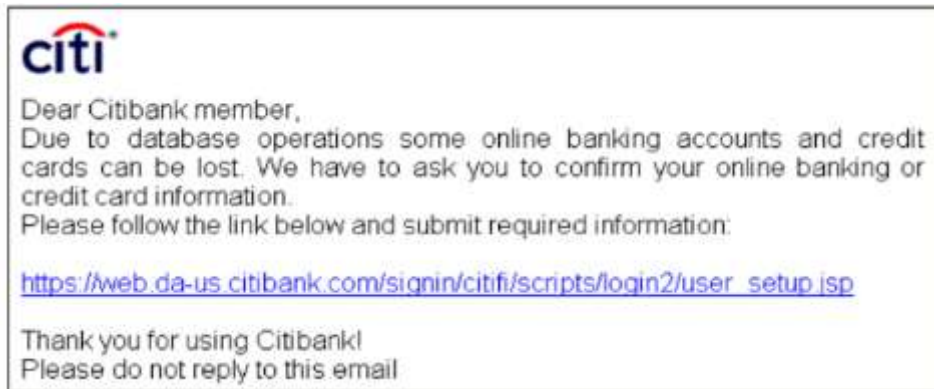 citi
Dear Citibank member,
Due to database operations some online banking accounts and credit
cards can be lost. We have to ask you to confirm your online banking or
credit card information.
Please follow the link below and submit required information:
https://web.da-us.citibank.com/signin/citifi/scripts/login2/user_setup.jsp
Thank you for using Citibank!
Please do not reply to this email